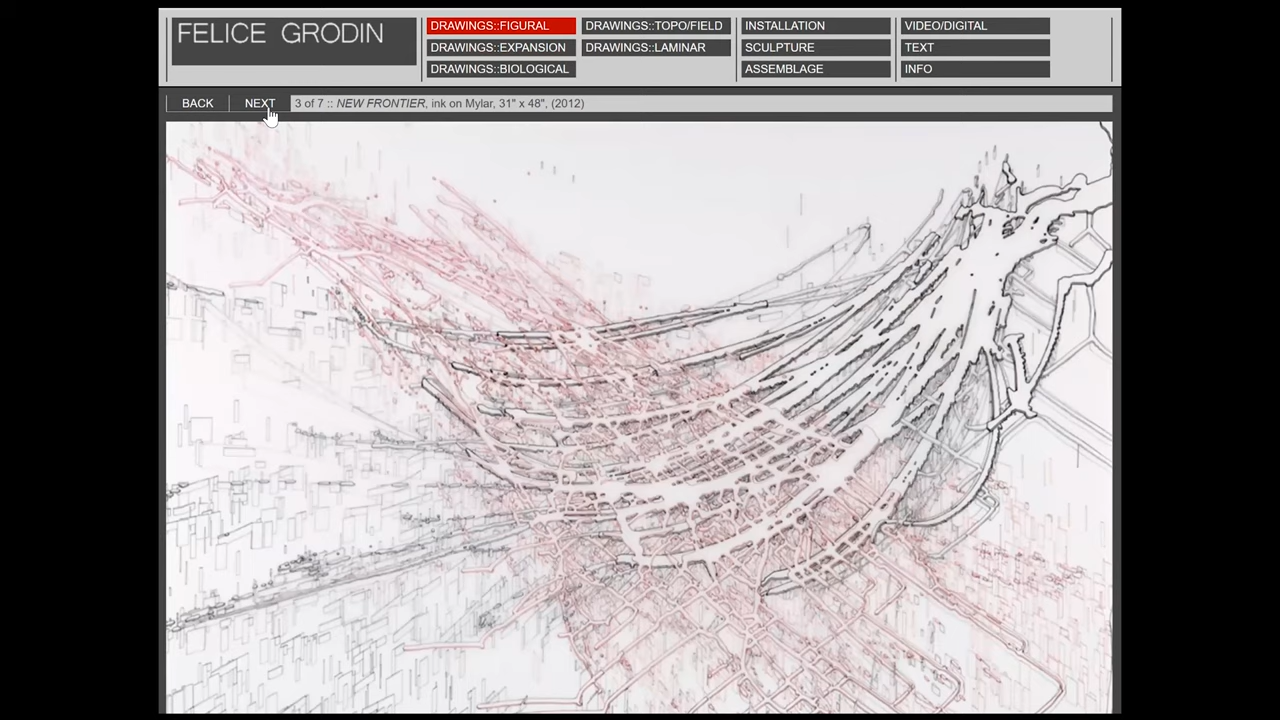 FELICE GRODIN
DRAWINGS::FIGURAL
DRAWINGS::EXPANSION
DRAWINGS::BIOLOGICAL
DRAWINGS::TOPO/FIELD
DRAWINGS::LAMINAR
INSTALLATION
SCULPTURE
ASSEMBLAGE
VIDEO/DIGITAL
TEXT
INFO
BACK
NEXT
3 of 7 :: NEW FRONTIER, ink on Mylar, 31" x 48", (2012)